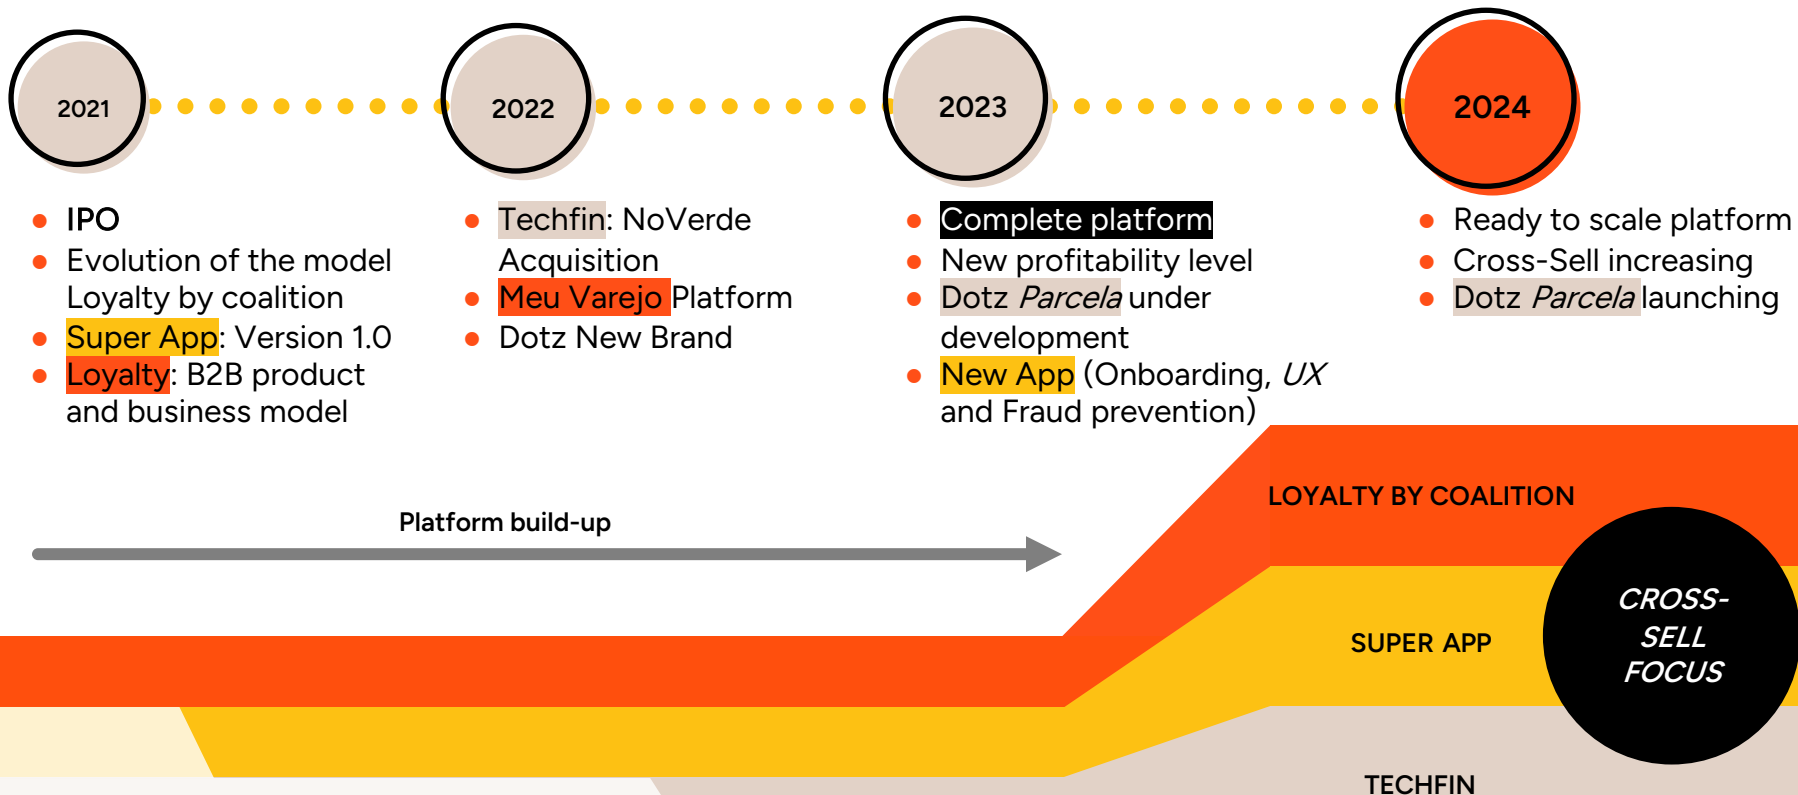 2021
2022
2023
2024
IPO
Evolution of the model
Loyalty by coalition
Super App: Version 1.0
Loyalty: B2B product
and business model
Techfin: NoVerde
Acquisition
Meu Varejo Platform
Dotz New Brand
Complete platform
New profitability level
Dotz Parcela under
development
New App (Onboarding, UX
and Fraud prevention)
Ready to scale platform
Cross-Sell increasing
Dotz Parcela launching
Platform build-up
LOYALTY BY COALITION
SUPER APP
TECHFIN
CROSS-
SELL
FOCUS